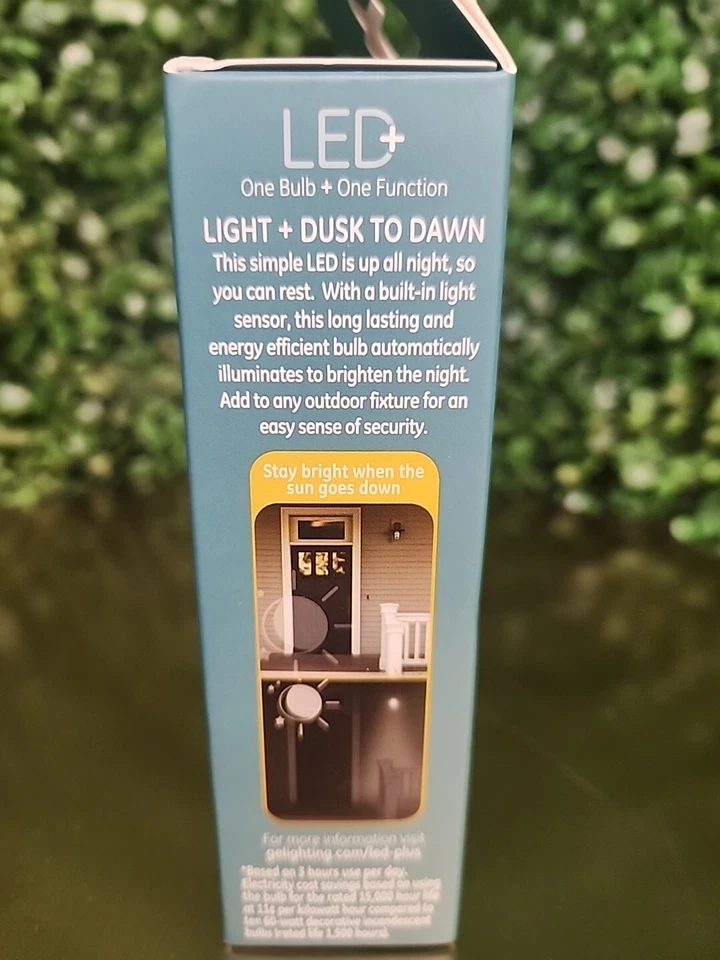 LED+
One Bulb + One Function
LIGHT + DUSK TO DAWN
This simple LED is up all night, so
you can rest. With a built-in light
sensor, this long lasting and
energy efficient bulb automatically
illuminates to brighten the night.
Add to any outdoor fixture for an
easy sense of security.
Stay bright when the
sun goes down
For more information visit
gelighting.com/led-plus
*Based on 3 hours use per day.
Electricity cost savings based on using
the bulb for the rated 15,000 hour life
at 11¢ per kilowatt hour compared to
ten 60-watt decorative incandescent
bulbs (rated life 1,500 hours).